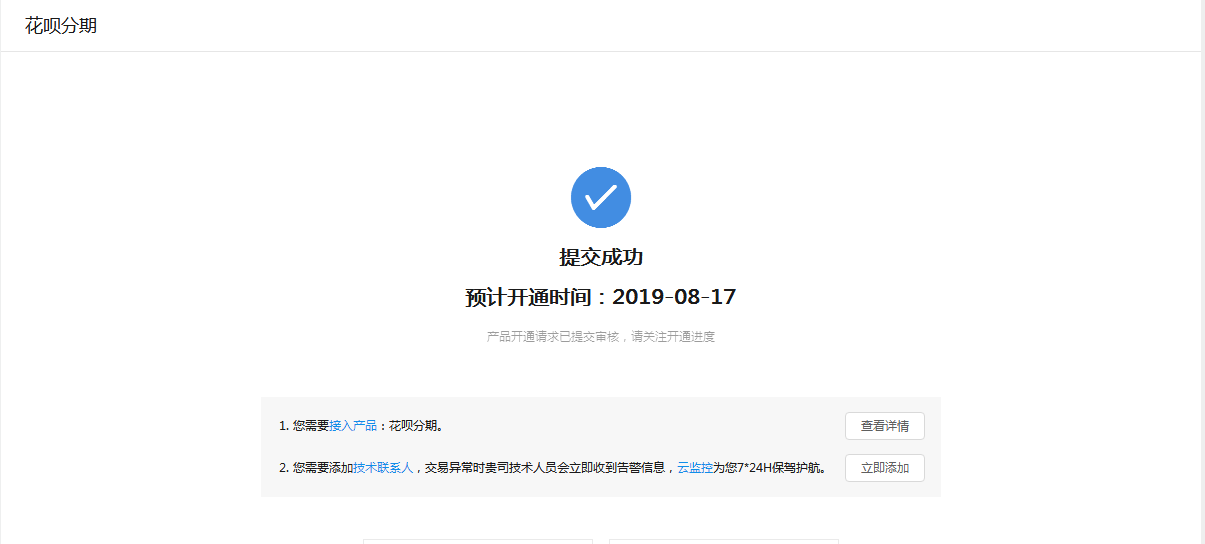 花呗分期
提交成功
预计开通时间：2019-08-17
产品开通请求已提交审核，请关注开通进度
1. 您需要接入产品：花呗分期。 查看详情
2. 您需要添加技术联系人，交易异常时贵司技术人员会立即收到告警信息，云监控为您7*24H保驾护航。 立即添加